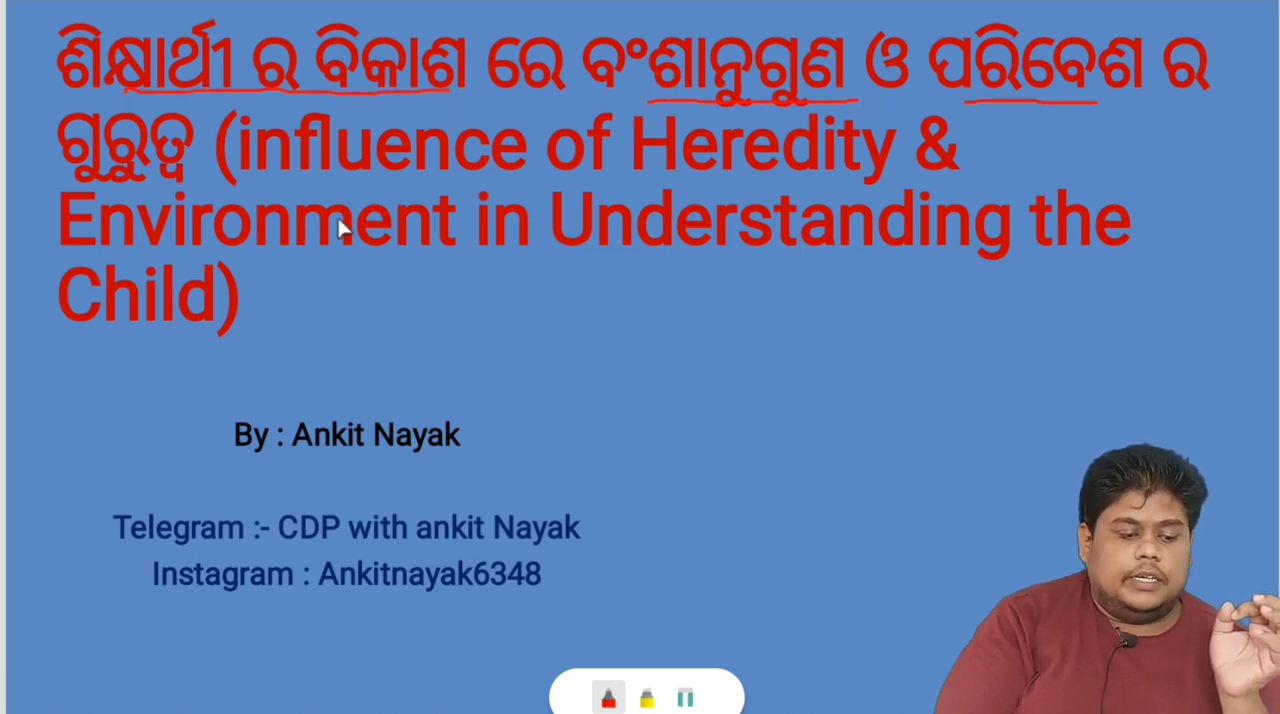 ଶିକ୍ଷାର୍ଥୀ ର ବିକାଶ ରେ ବଂଶାନୁଗୁଣ ଓ ପରିବେଶ ର
ଗୁରୁତ୍ୱ (influence of Heredity &
Environment in Understanding the
Child)
By : Ankit Nayak
Telegram :- CDP with ankit Nayak
Instagram : Ankitnayak6348